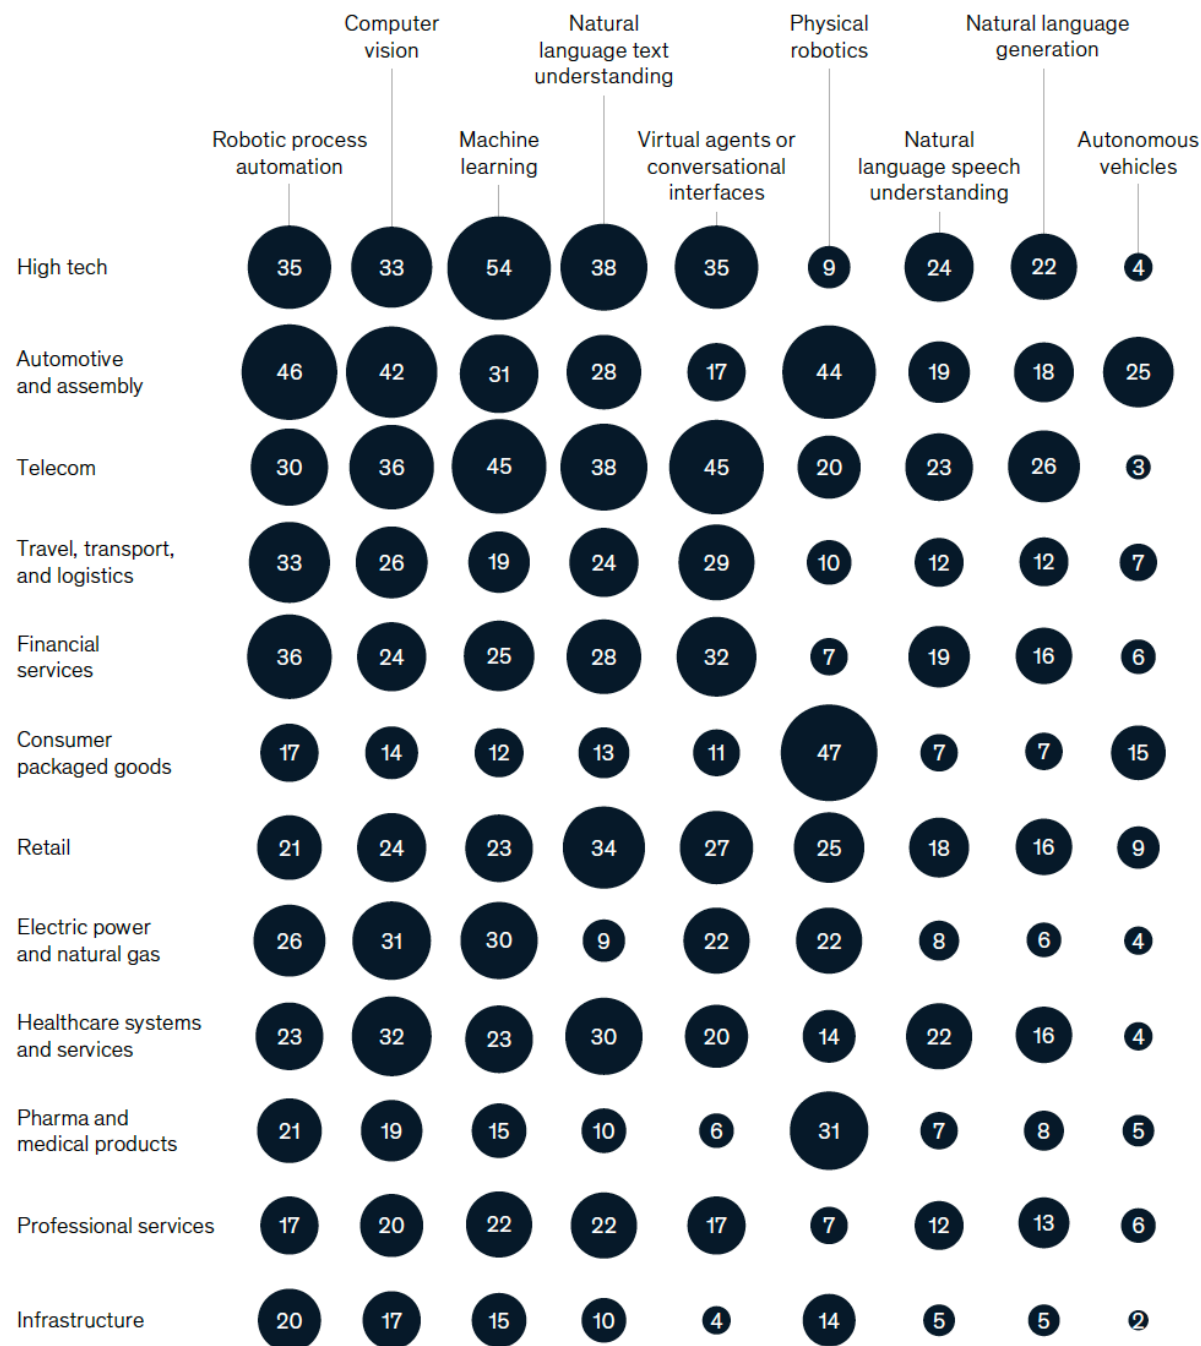 Computer
vision
Natural
language text
understanding
Physical
robotics
Natural language
generation
Robotic process
automation
Machine
learning
Virtual agents or
conversational
interfaces
Natural
language speech
understanding
Autonomous
vehicles
High tech 35 33 54 38 35 9 24 22 4
Automotive
and assembly 46 42 31 28 17 44 19 18 25
Telecom 30 36 45 38 45 20 23 26 3
Travel, transport,
and logistics 33 26 19 24 29 10 12 12 7
Financial
services 36 24 25 28 32 7 19 16 6
Consumer
packaged goods 17 14 12 13 11 47 7 7 15
Retail 21 24 23 34 27 25 18 16 9
Electric power
and natural gas 26 31 30 9 22 22 8 6 4
Healthcare systems
and services 23 32 23 30 20 14 22 16 4
Pharma and
medical products 21 19 15 10 6 31 7 8 5
Professional services 17 20 22 22 17 7 12 13 6
Infrastructure 20 17 15 10 4 14 5 5 2